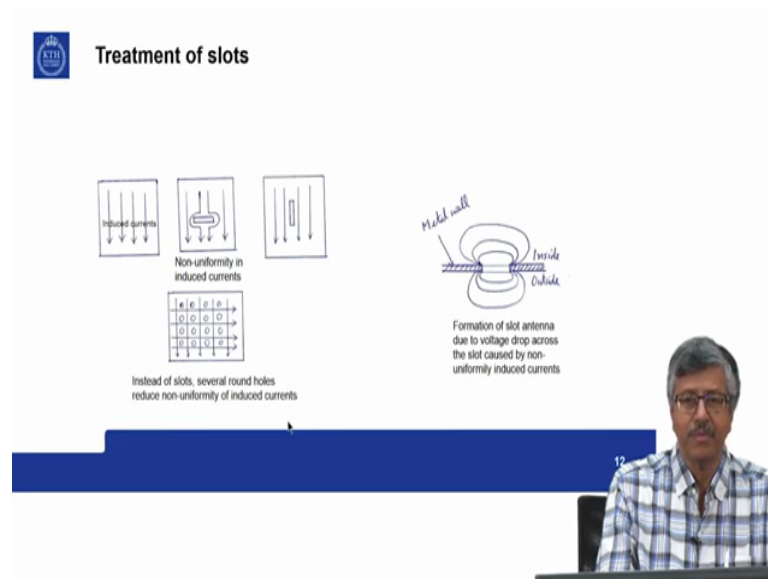 KTH
Treatment of slots
Induced currents
Non-uniformity in
induced currents
Instead of slots, several round holes
reduce non-uniformity of induced currents
Metal wall
Inside
Outside
Formation of slot antenna
due to voltage drop across
the slot caused by non-
uniformily induced currents
12